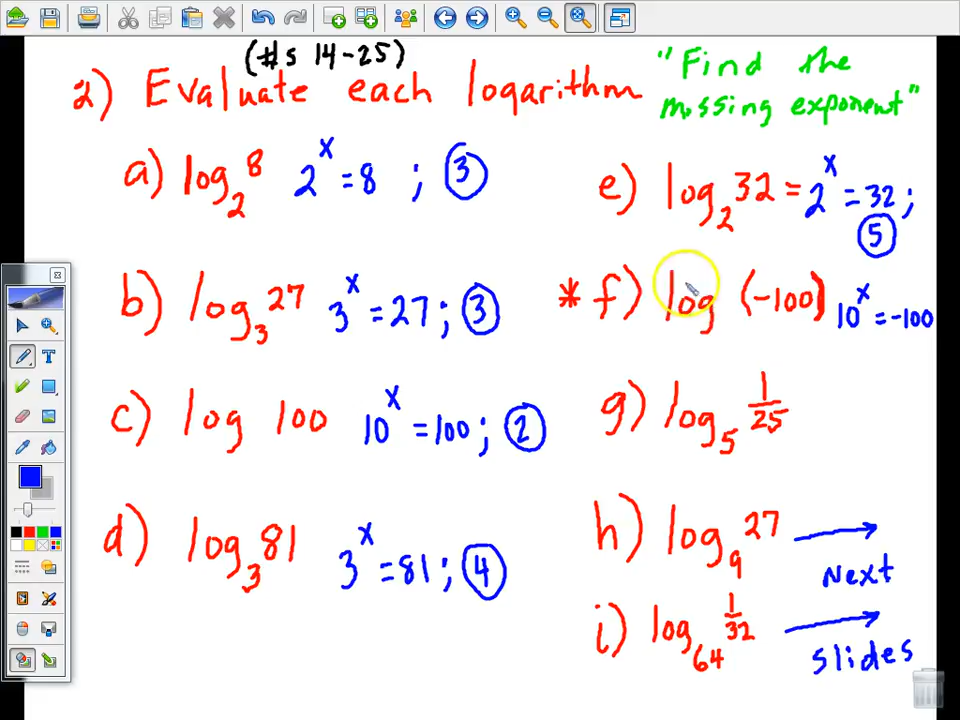 (#s 14-25)
2) Evaluate each logarithm
"Find the
missing exponent"
a) log₂8 2ˣ = 8 ; 3
b) log₃27 3ˣ = 27 ; 3
c) log 100 10ˣ = 100 ; 2
d) log₃81 3ˣ = 81 ; 4
e) log₂32 = 2ˣ = 32 ;
5
* f) log (-100) 10ˣ = -100
g) log₅ 1/25
h) log₉27 → Next
i) log₆₄ 1/32 → slides
T